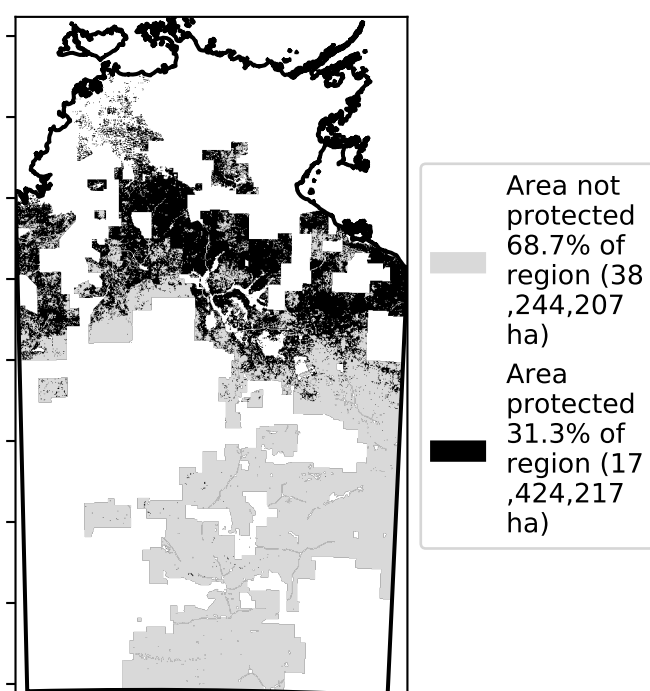 Area not
protected
68.7% of
region (38
,244,207
ha)
Area
protected
31.3% of
region (17
,424,217
ha)